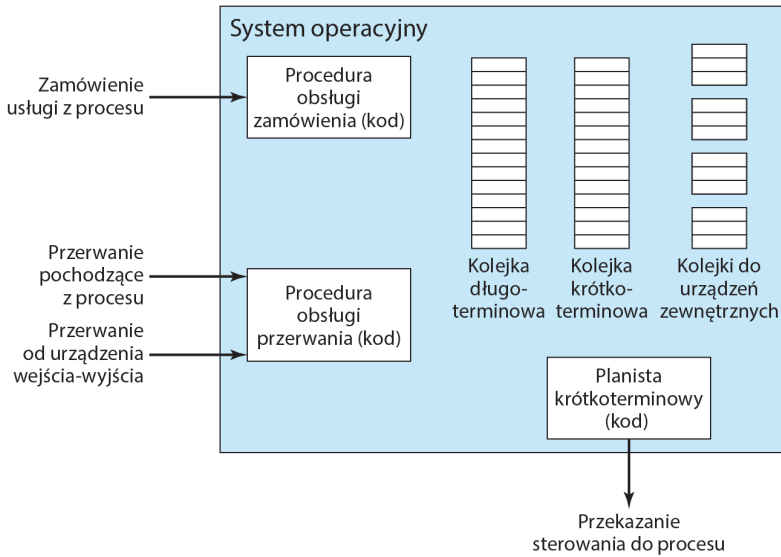 System operacyjny
Zamówienie
usługi z procesu
Procedura
obsługi
zamówienia (kod)
Przerwanie
pochodzące
z procesu
Przerwanie
od urządzenia
wejścia-wyjścia
Procedura
obsługi
przerwania (kod)
Kolejka
długo-
terminowa
Kolejka
krótko-
terminowa
Kolejki do
urządzeń
zewnętrznych
Planista
krótkoterminowy
(kod)
Przekazanie
sterowania do procesu